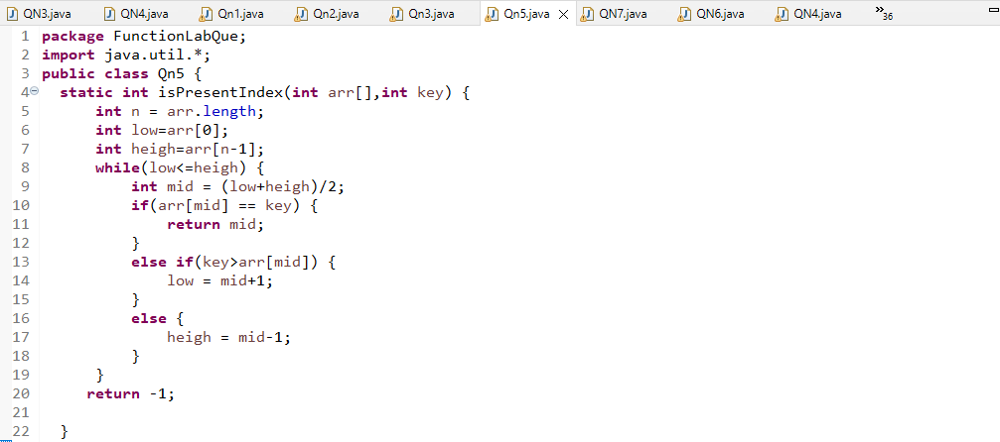 QN3.java QN4.java Qn1.java Qn2.java Qn3.java Qn5.java QN7.java QN6.java QN4.java »36
1 package FunctionLabQue;
2 import java.util.*;
3 public class Qn5 {
4 static int isPresentIndex(int arr[],int key) {
5 int n = arr.length;
6 int low=arr[0];
7 int heigh=arr[n-1];
8 while(low<=heigh) {
9 int mid = (low+heigh)/2;
10 if(arr[mid] == key) {
11 return mid;
12 }
13 else if(key>arr[mid]) {
14 low = mid+1;
15 }
16 else {
17 heigh = mid-1;
18 }
19 }
20 return -1;
21
22 }